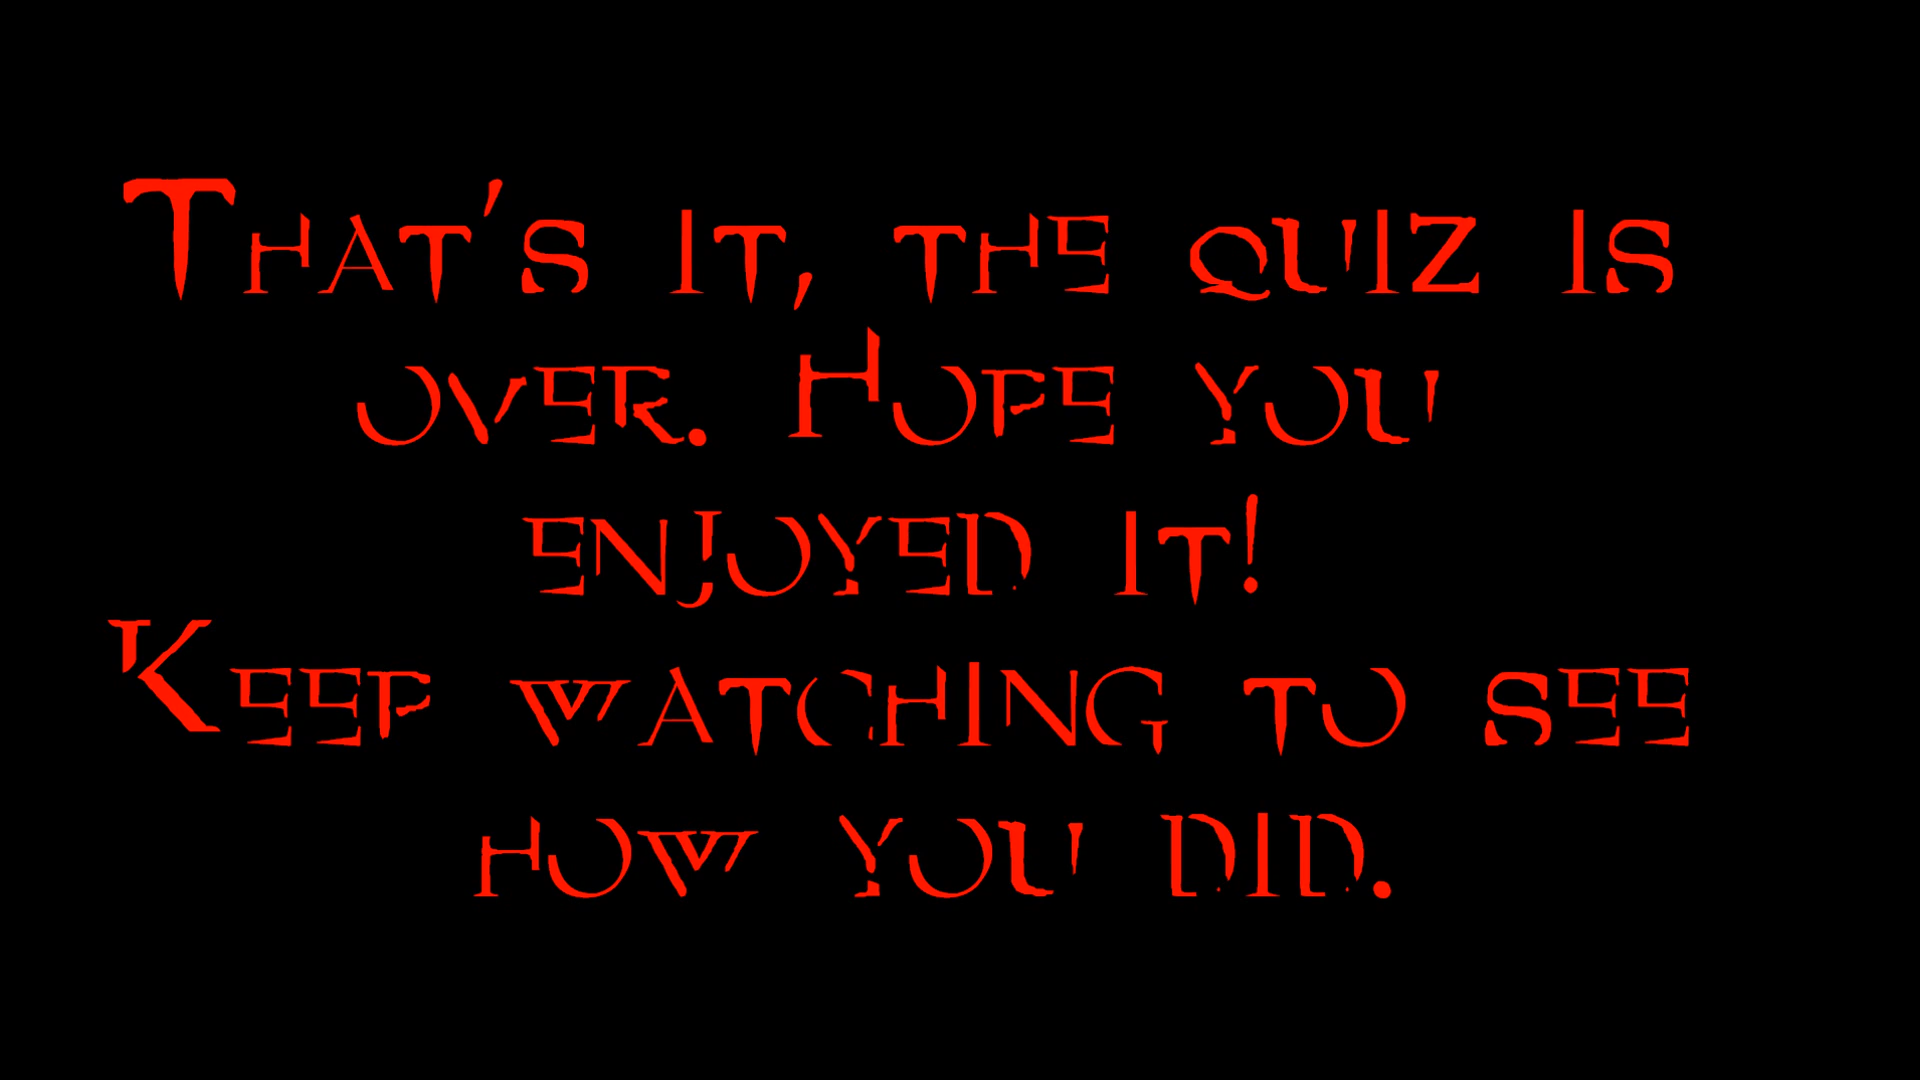 That's it, the quiz is
over. Hope you
enjoyed it!
Keep watching to see
how you did.